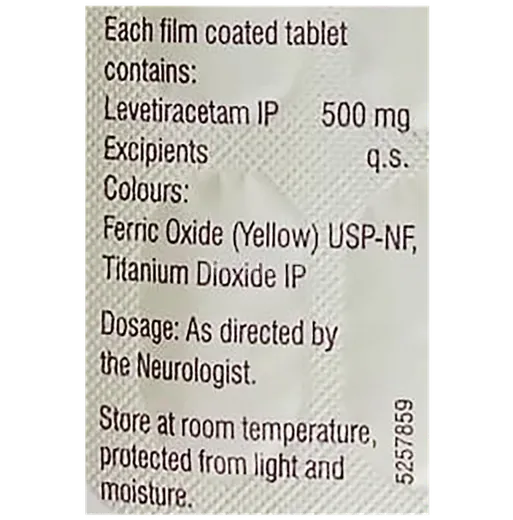 Each film coated tablet
contains:
Levetiracetam IP 500 mg
Excipients q.s.
Colours:
Ferric Oxide (Yellow) USP-NF,
Titanium Dioxide IP
Dosage: As directed by
the Neurologist.
Store at room temperature,
protected from light and
moisture.
5257859